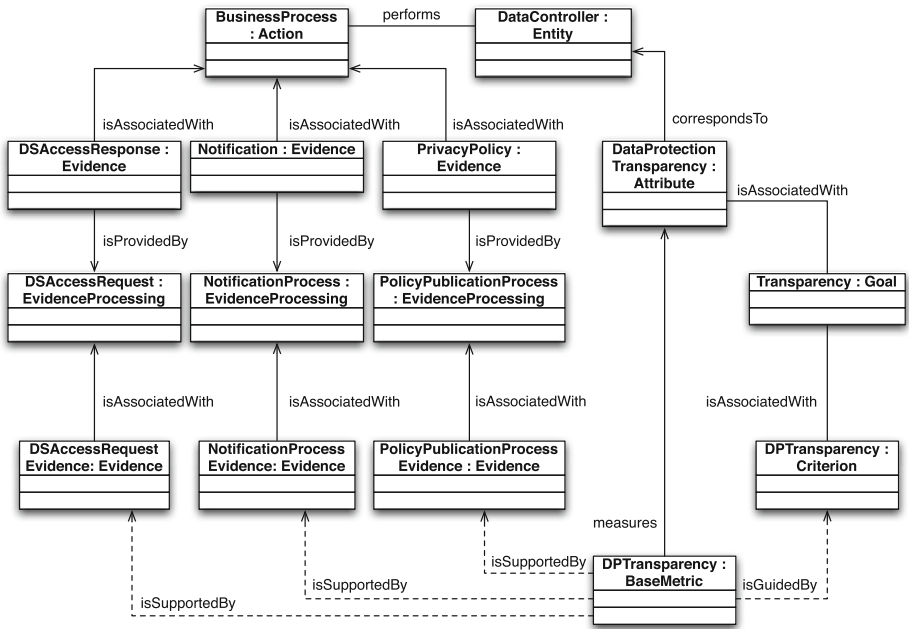 BusinessProcess
: Action
performs
DataController :
Entity
correspondsTo
isAssociatedWith
isAssociatedWith
isAssociatedWith
DSAccessResponse :
Evidence
Notification : Evidence
PrivacyPolicy :
Evidence
DataProtection
Transparency :
Attribute
isAssociatedWith
isProvidedBy
isProvidedBy
isProvidedBy
DSAccessRequest :
EvidenceProcessing
NotificationProcess :
EvidenceProcessing
PolicyPublicationProcess
: EvidenceProcessing
Transparency : Goal
isAssociatedWith
isAssociatedWith
isAssociatedWith
isAssociatedWith
DSAccessRequest
Evidence: Evidence
NotificationProcess
Evidence: Evidence
PolicyPublicationProcess
Evidence : Evidence
DPTransparency :
Criterion
measures
isSupportedBy
DPTransparency :
BaseMetric
isSupportedBy
isGuidedBy
isSupportedBy